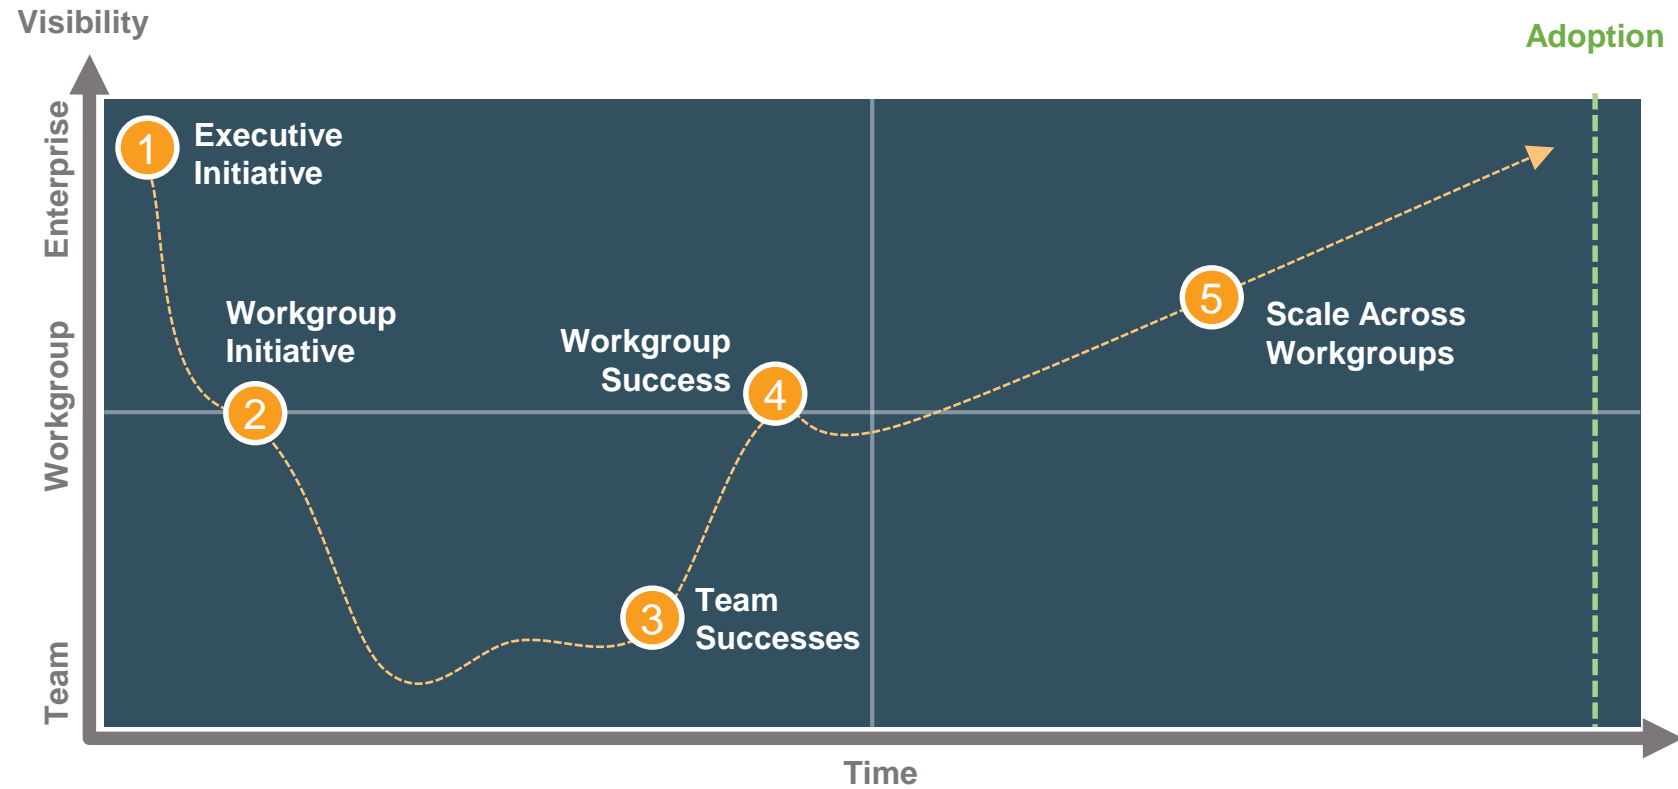 Visibility
Adoption
Enterprise
Workgroup
Team
1
Executive
Initiative
2
Workgroup
Initiative
3
Team
Successes
4
Workgroup
Success
5
Scale Across
Workgroups
Time